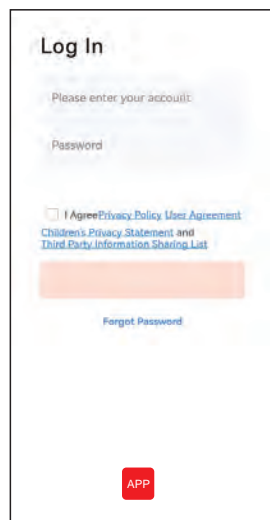 Log In
Please enter your account
Password
I AgreePrivacy Policy User Agreement
Children's Privacy Statement and
Third Party Information Sharing List
Forgot Password
APP